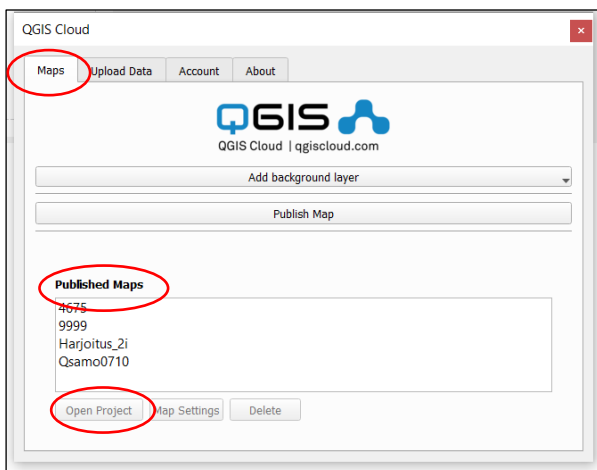 QGIS Cloud
Maps Upload Data Account About
QGIS
QGIS Cloud | qgiscloud.com
Add background layer
Publish Map
Published Maps
4675
9999
Harjoitus_2i
Qsamo0710
Open Project Map Settings Delete